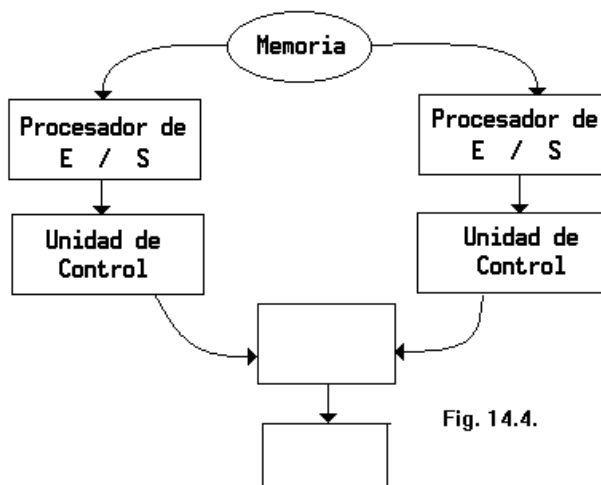 Memoria
Procesador de
E / S
Procesador de
E / S
Unidad de
Control
Unidad de
Control
Fig. 14.4.